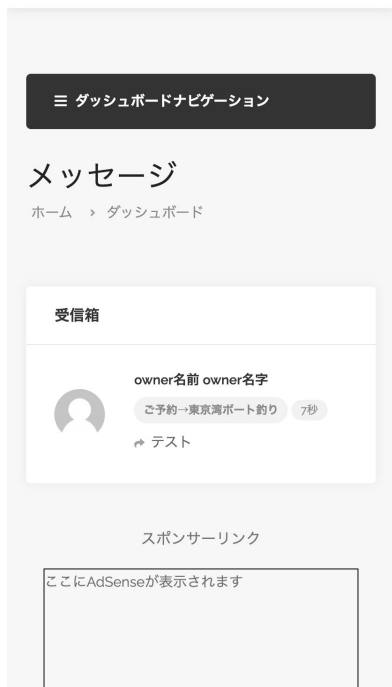 ダッシュボードナビゲーション
メッセージ
ホーム > ダッシュボード
受信箱
owner名前 owner名字
ご予約→東京湾ボート釣り 7秒
テスト
スポンサーリンク
ここにAdSenseが表示されます